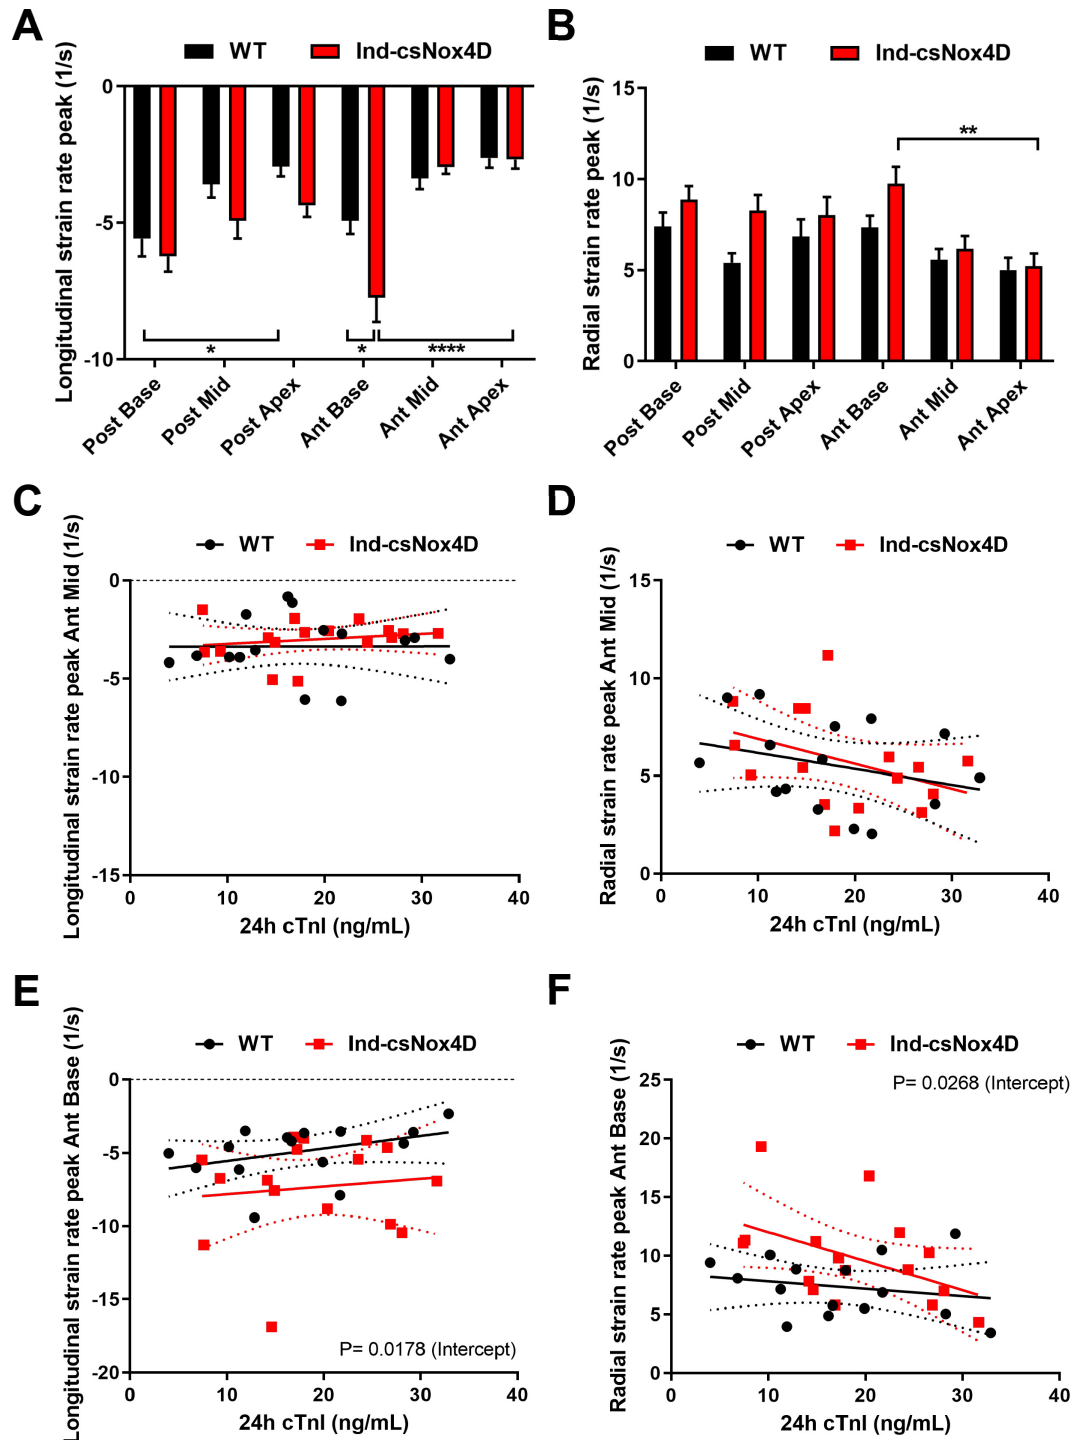 A
WT
Ind-csNox4D
Longitudinal strain rate peak (1/s)
0
-5
-10
*
*
****
Post Base
Post Mid
Post Apex
Ant Base
Ant Mid
Ant Apex
B
WT
Ind-csNox4D
Radial strain rate peak (1/s)
15
10
5
0
**
Post Base
Post Mid
Post Apex
Ant Base
Ant Mid
Ant Apex
C
WT
Ind-csNox4D
Longitudinal strain rate peak Ant Mid (1/s)
0
-5
-10
-15
0
10
20
30
40
24h cTnI (ng/mL)
D
WT
Ind-csNox4D
Radial strain rate peak Ant Mid (1/s)
15
10
5
0
0
10
20
30
40
24h cTnI (ng/mL)
E
WT
Ind-csNox4D
Longitudinal strain rate peak Ant Base (1/s)
0
-5
-10
-15
-20
P= 0.0178 (Intercept)
0
10
20
30
40
24h cTnI (ng/mL)
F
WT
Ind-csNox4D
Radial strain rate peak Ant Base (1/s)
25
20
15
10
5
0
P= 0.0268 (Intercept)
0
10
20
30
40
24h cTnI (ng/mL)